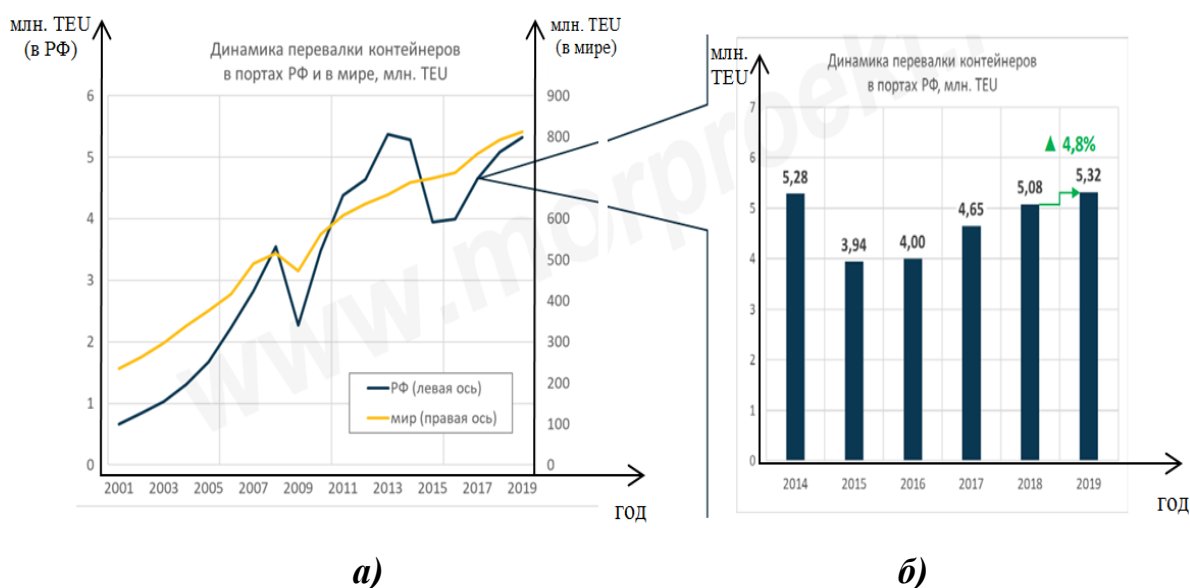 млн. TEU
(в РФ)
млн. TEU
(в мире)
Динамика перевалки контейнеров
в портах РФ и в мире, млн. TEU
6
5
4
3
2
1
0
900
800
600
500
400
300
200
100
0
РФ (левая ось)
мир (правая ось)
2001 2003 2005 2007 2009 2011 2013 2015 2017 2019
год
а)
млн.
TEU
Динамика перевалки контейнеров
в портах РФ, млн. TEU
7
6
5
4
3
2
1
0
▲ 4,8%
5,28 3,94 4,00 4,65 5,08 5,32
2014 2015 2016 2017 2018 2019
год
б)
www.morproekt.